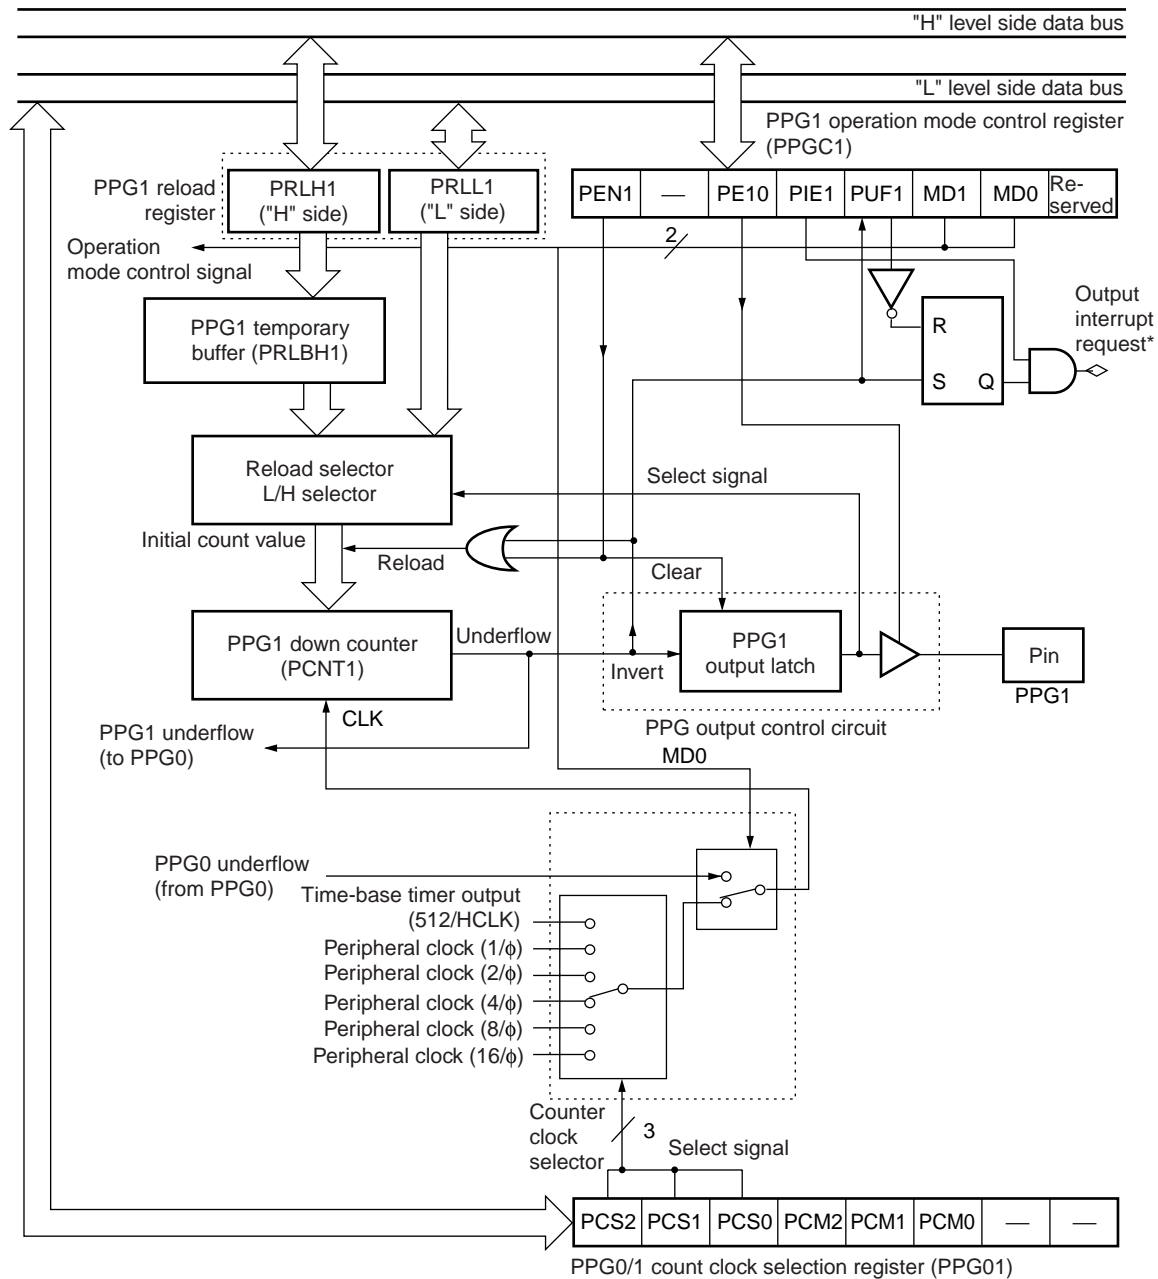 "H" level side data bus
"L" level side data bus
PPG1 operation mode control register
(PPGC1)
PPG1 reload
register
PRLH1
("H" side)
PRLL1
("L" side)
PEN1
—
PE10
PIE1
PUF1
MD1
MD0
Re-
served
Operation
mode control signal
2
PPG1 temporary
buffer (PRLBH1)
R
S
Q
Output
interrupt
request*
Reload selector
L/H selector
Select signal
Initial count value
Reload
Clear
PPG1 down counter
(PCNT1)
Underflow
Invert
PPG1
output latch
Pin
PPG1
CLK
PPG output control circuit
PPG1 underflow
(to PPG0)
MD0
PPG0 underflow
(from PPG0)
Time-base timer output
(512/HCLK)
Peripheral clock (1/ϕ)
Peripheral clock (2/ϕ)
Peripheral clock (4/ϕ)
Peripheral clock (8/ϕ)
Peripheral clock (16/ϕ)
Counter
clock
selector
3
Select signal
PCS2
PCS1
PCS0
PCM2
PCM1
PCM0
—
—
PPG0/1 count clock selection register (PPG01)